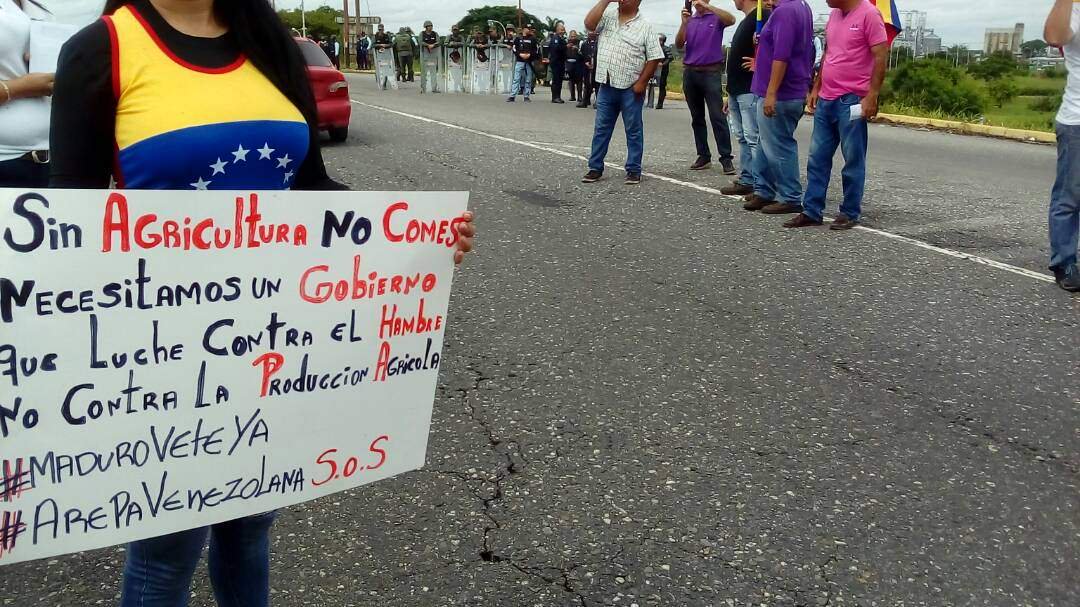 Sin Agricultura No Comes
Necesitamos un Gobierno
que Luche Contra el Hambre
No Contra La Produccion Agricola
#MaduroVeteYa
#ArepaVenezolana S.o.S